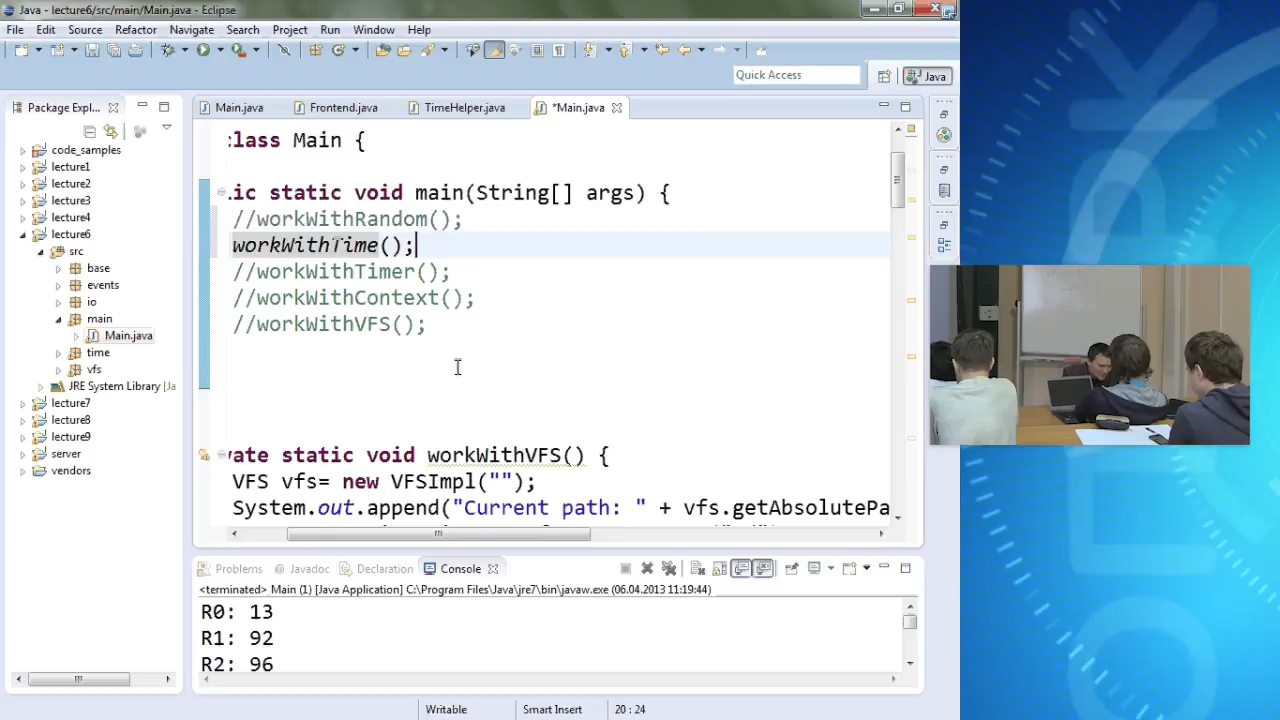 Java - lecture6/src/main/Main.java - Eclipse
File Edit Source Refactor Navigate Search Project Run Window Help
Quick Access
Java
Package Expl...
Main.java
Frontend.java
TimeHelper.java
*Main.java
code_samples
lecture1
lecture2
lecture3
lecture4
lecture6
src
base
events
io
main
Main.java
time
vfs
JRE System Library [Ja
lecture7
lecture8
lecture9
server
vendors
class Main {
ic static void main(String[] args) {
//workWithRandom();
workWithTime();
//workWithTimer();
//workWithContext();
//workWithVFS();
vate static void workWithVFS() {
VFS vfs= new VFSImpl("");
System.out.append("Current path: " + vfs.getAbsolutePa
Problems
Javadoc
Declaration
Console
<terminated> Main (1) [Java Application] C:\Program Files\Java\jre7\bin\javaw.exe (06.04.2013 11:19:44)
R0: 13
R1: 92
R2: 96
Writable
Smart Insert
20 : 24